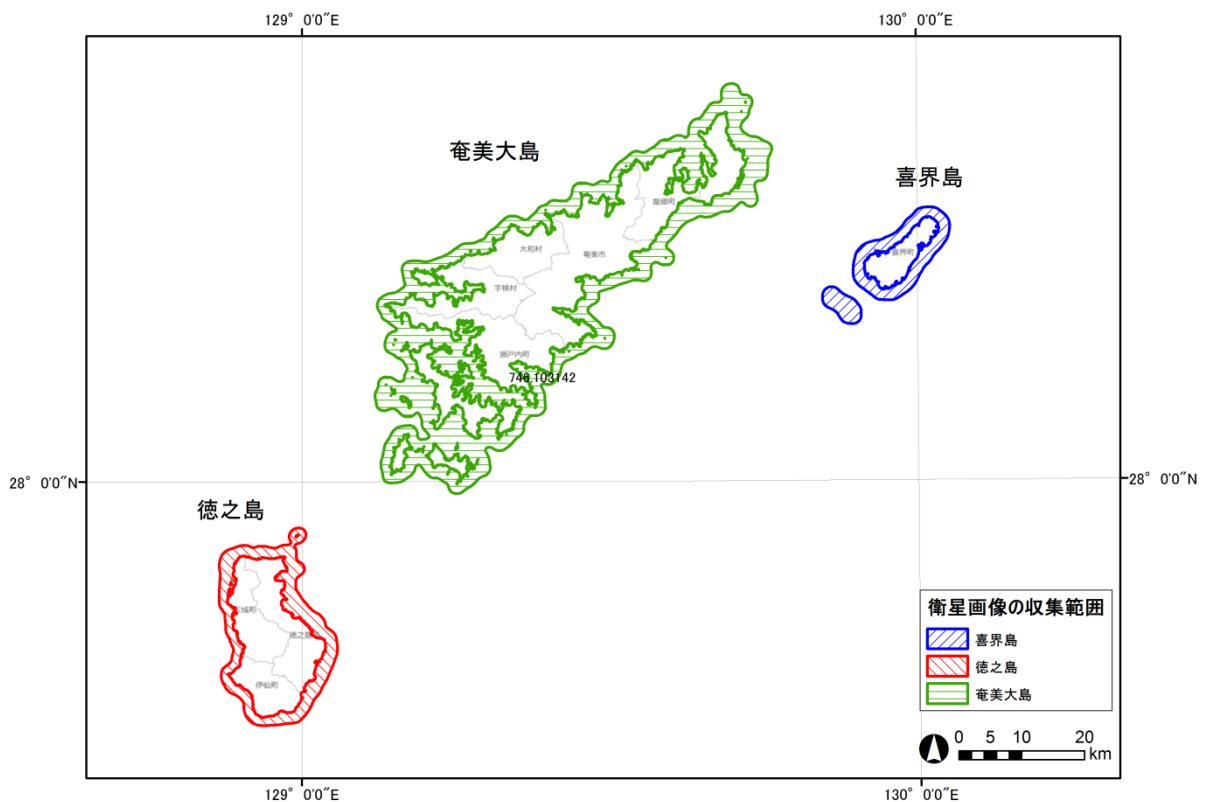 129° 0'0"E
130° 0'0"E
奄美大島
喜界島
龍郷町
大和村
奄美市
喜界町
宇検村
瀬戸内町
746.103142
28° 0'0"N
28° 0'0"N
徳之島
天城町
徳之島町
伊仙町
衛星画像の収集範囲
喜界島
徳之島
奄美大島
0 5 10 20
km
129° 0'0"E
130° 0'0"E